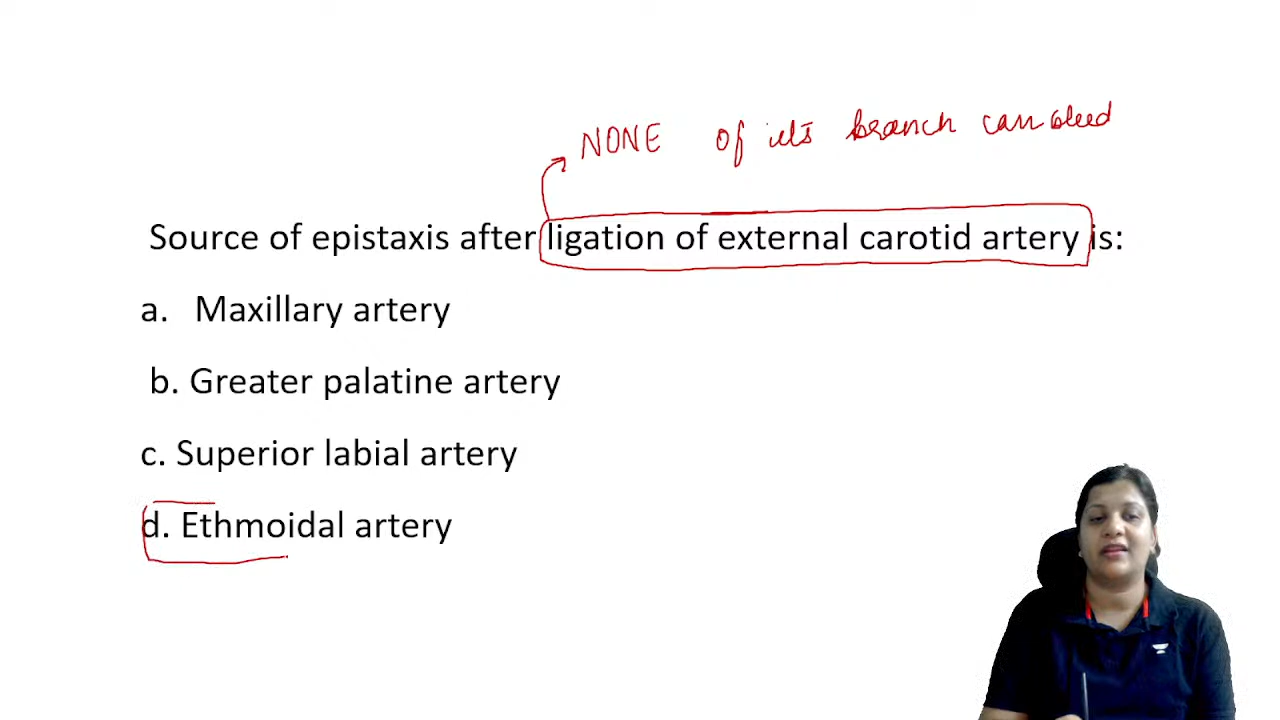 NONE of its branch can bleed
Source of epistaxis after ligation of external carotid artery is:
a. Maxillary artery
b. Greater palatine artery
c. Superior labial artery
d. Ethmoidal artery